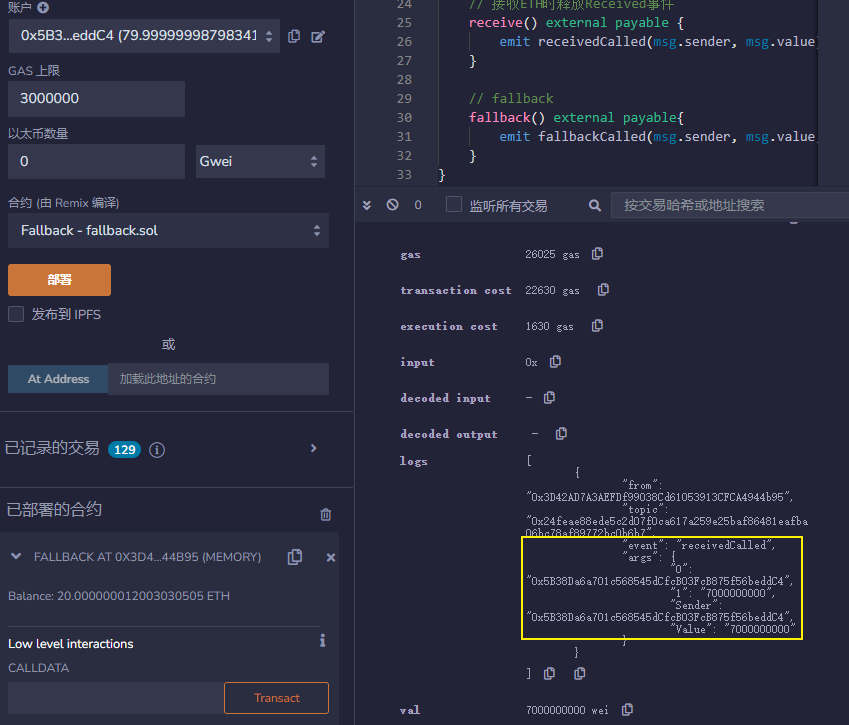 账户
0x5B3...eddC4 (79.99999998798341
GAS 上限
3000000
以太币数量
0
Gwei
合约 (由 Remix 编译)
Fallback - fallback.sol
部署
发布到 IPFS
或
At Address
加载此地址的合约
已记录的交易 129
已部署的合约
FALLBACK AT 0X3D4...44B95 (MEMORY)
Balance: 20.000000012003030505 ETH
Low level interactions
CALLDATA
Transact
24 // 接收ETH时释放Received事件
25 receive() external payable {
26 emit receivedCalled(msg.sender, msg.value
27 }
28
29 // fallback
30 fallback() external payable{
31 emit fallbackCalled(msg.sender, msg.value
32 }
33 }
0
监听所有交易
按交易哈希或地址搜索
gas 26025 gas
transaction cost 22630 gas
execution cost 1630 gas
input 0x
decoded input -
decoded output -
logs [
{
"from":
"0x3D42AD7A3AEFDf99038Cd61053913CFCA4944b95",
"topic":
"0x24feae88ede5c2d07f0ca617a259e25baf86481eafba
06bc78af89772bc0b6b7",
"event": "receivedCalled",
"args": {
"0":
"0x5B38Da6a701c568545dCfcB03FcB875f56beddC4",
"1": "7000000000",
"Sender":
"0x5B38Da6a701c568545dCfcB03FcB875f56beddC4",
"Value": "7000000000"
}
}
]
val 7000000000 wei